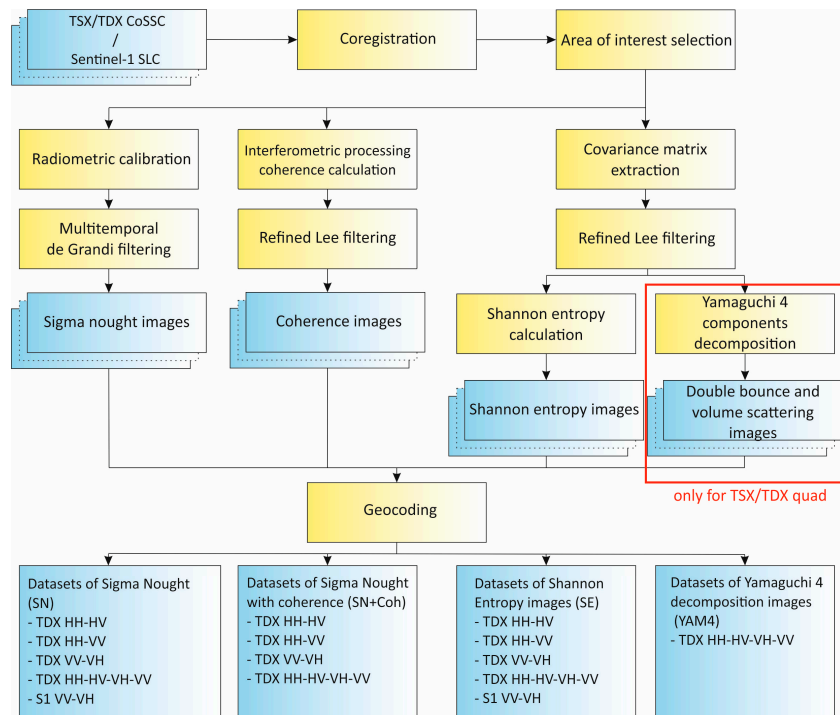 TSX/TDX CoSSC
/
Sentinel-1 SLC
Coregistration
Area of interest selection
Radiometric calibration
Interferometric processing
coherence calculation
Covariance matrix
extraction
Multitemporal
de Grandi filtering
Refined Lee filtering
Refined Lee filtering
Sigma nought images
Coherence images
Shannon entropy
calculation
Yamaguchi 4
components
decomposition
Shannon entropy images
Double bounce and
volume scattering
images
only for TSX/TDX quad
Geocoding
Datasets of Sigma Nought
(SN)
- TDX HH-HV
- TDX HH-VV
- TDX VV-VH
- TDX HH-HV-VH-VV
- S1 VV-VH
Datasets of Sigma Nought
with coherence (SN+Coh)
- TDX HH-HV
- TDX HH-VV
- TDX VV-VH
- TDX HH-HV-VH-VV
Datasets of Shannon
Entropy images (SE)
- TDX HH-HV
- TDX HH-VV
- TDX VV-VH
- TDX HH-HV-VH-VV
- S1 VV-VH
Datasets of Yamaguchi 4
decomposition images
(YAM4)
- TDX HH-HV-VH-VV